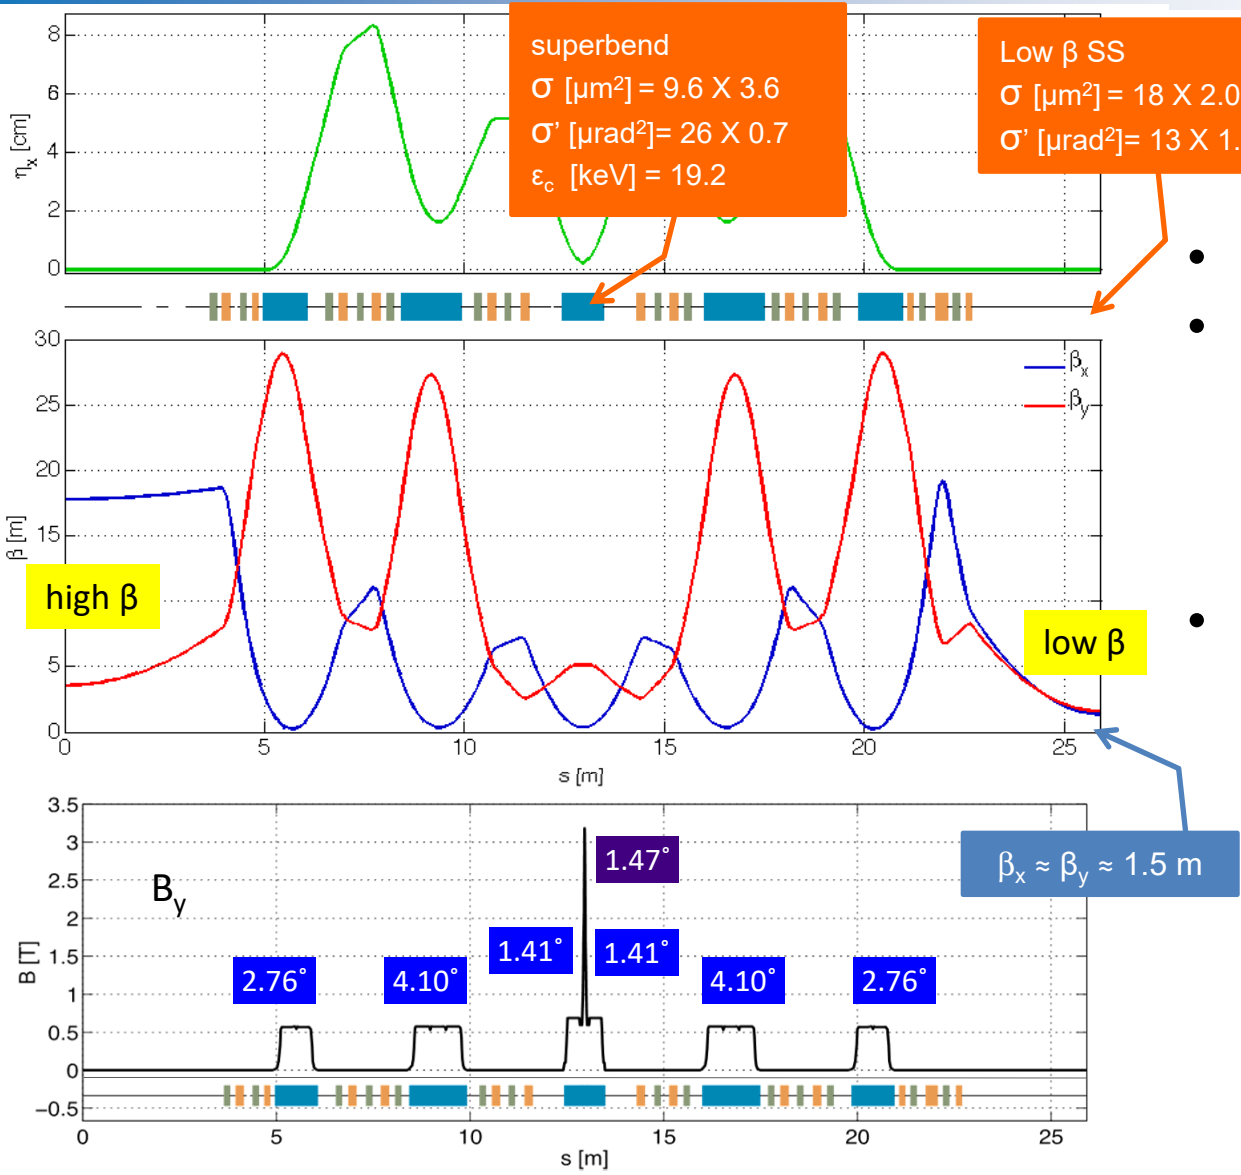 8
6
4
2
0
ηx [cm]
superbend
σ [µm²] = 9.6 X 3.6
σ' [µrad²]= 26 X 0.7
εc [keV] = 19.2
Low β SS
σ [µm²] = 18 X 2.0
σ' [µrad²]= 13 X 1.
•
•
•
30
25
20
15
5
0
β [m]
βx
βy
high β
low β
0 5 10 15 20 25
s [m]
βx ≈ βy ≈ 1.5 m
3.5
3
2.5
2
1.5
1
0.5
0
−0.5
B [T]
By
1.47˚
1.41˚ 1.41˚
2.76˚ 4.10˚ 4.10˚ 2.76˚
0 5 10 15 20 25
s [m]